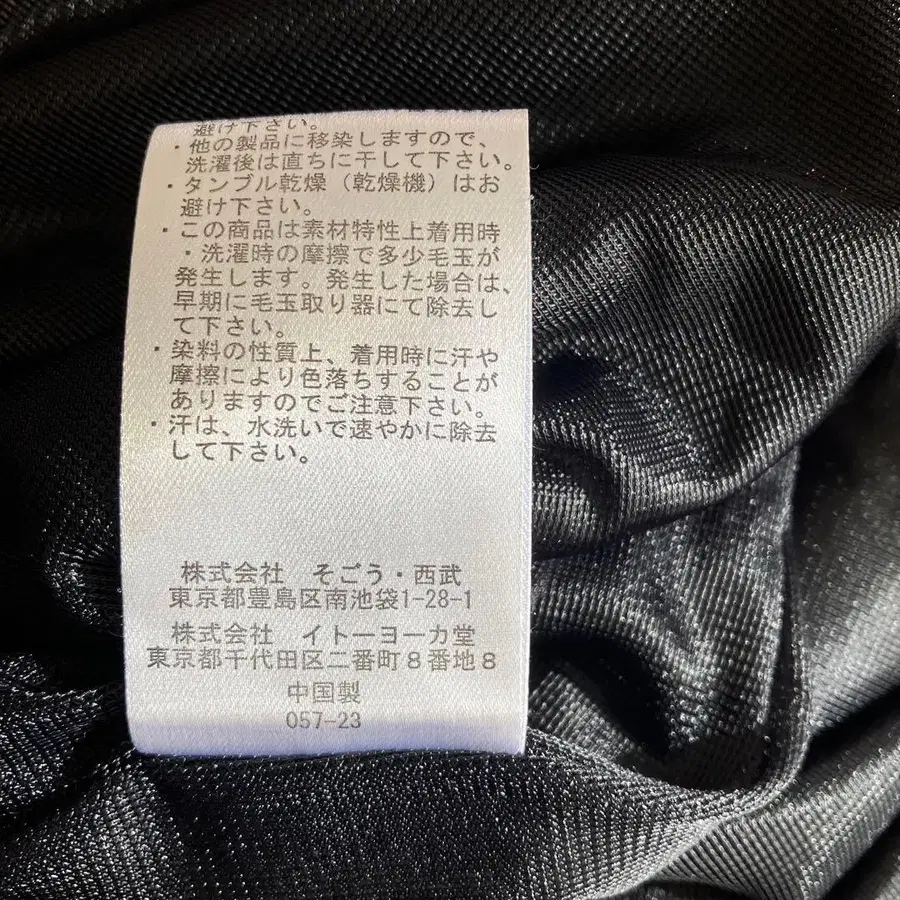 避け下さい。
・他の製品に移染しますので、
洗濯後は直ちに干して下さい。
・タンブル乾燥（乾燥機）はお
避け下さい。
・この商品は素材特性上着用時
・洗濯時の摩擦で多少毛玉が
発生します。発生した場合は、
早期に毛玉取り器にて除去し
て下さい。
・染料の性質上、着用時に汗や
摩擦により色落ちすることが
ありますのでご注意下さい。
・汗は、水洗いで速やかに除去
して下さい。
株式会社 そごう・西武
東京都豊島区南池袋1-28-1
株式会社 イトーヨーカ堂
東京都千代田区二番町８番地８
中国製
057-23